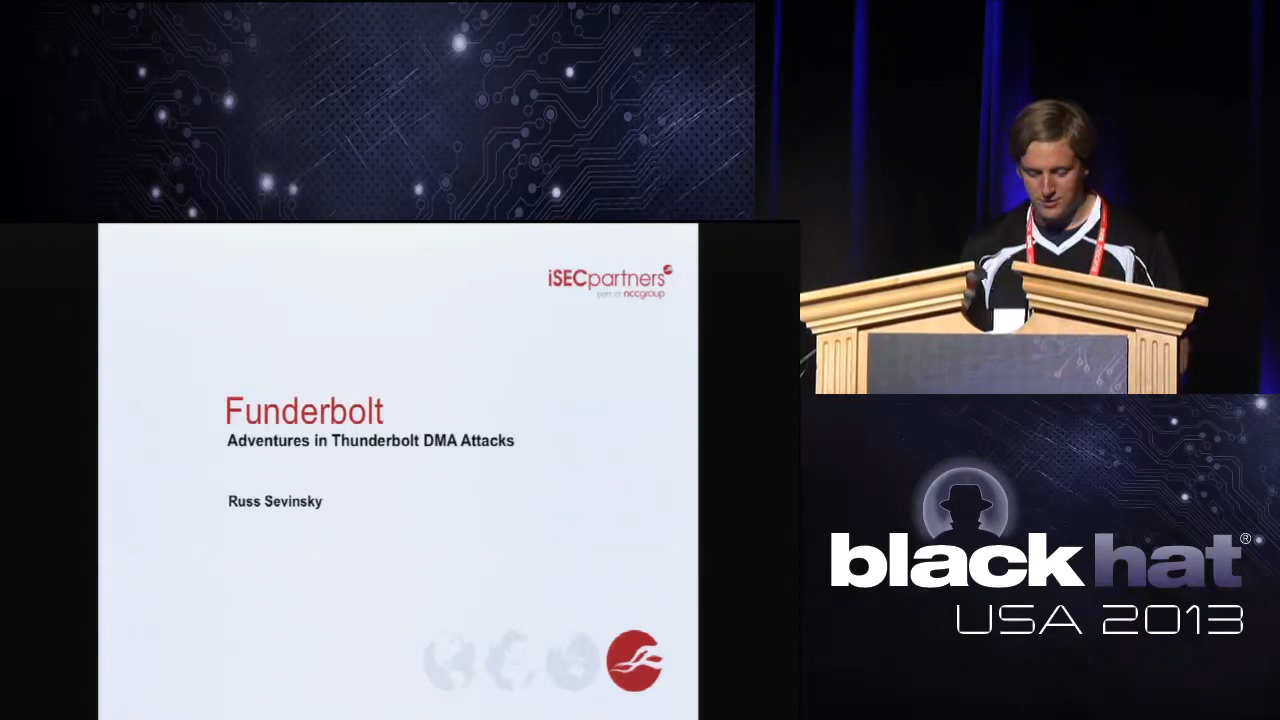 iSECpartners
part of nccgroup
Funderbolt
Adventures in Thunderbolt DMA Attacks
Russ Sevinsky
black hat®
USA 2013